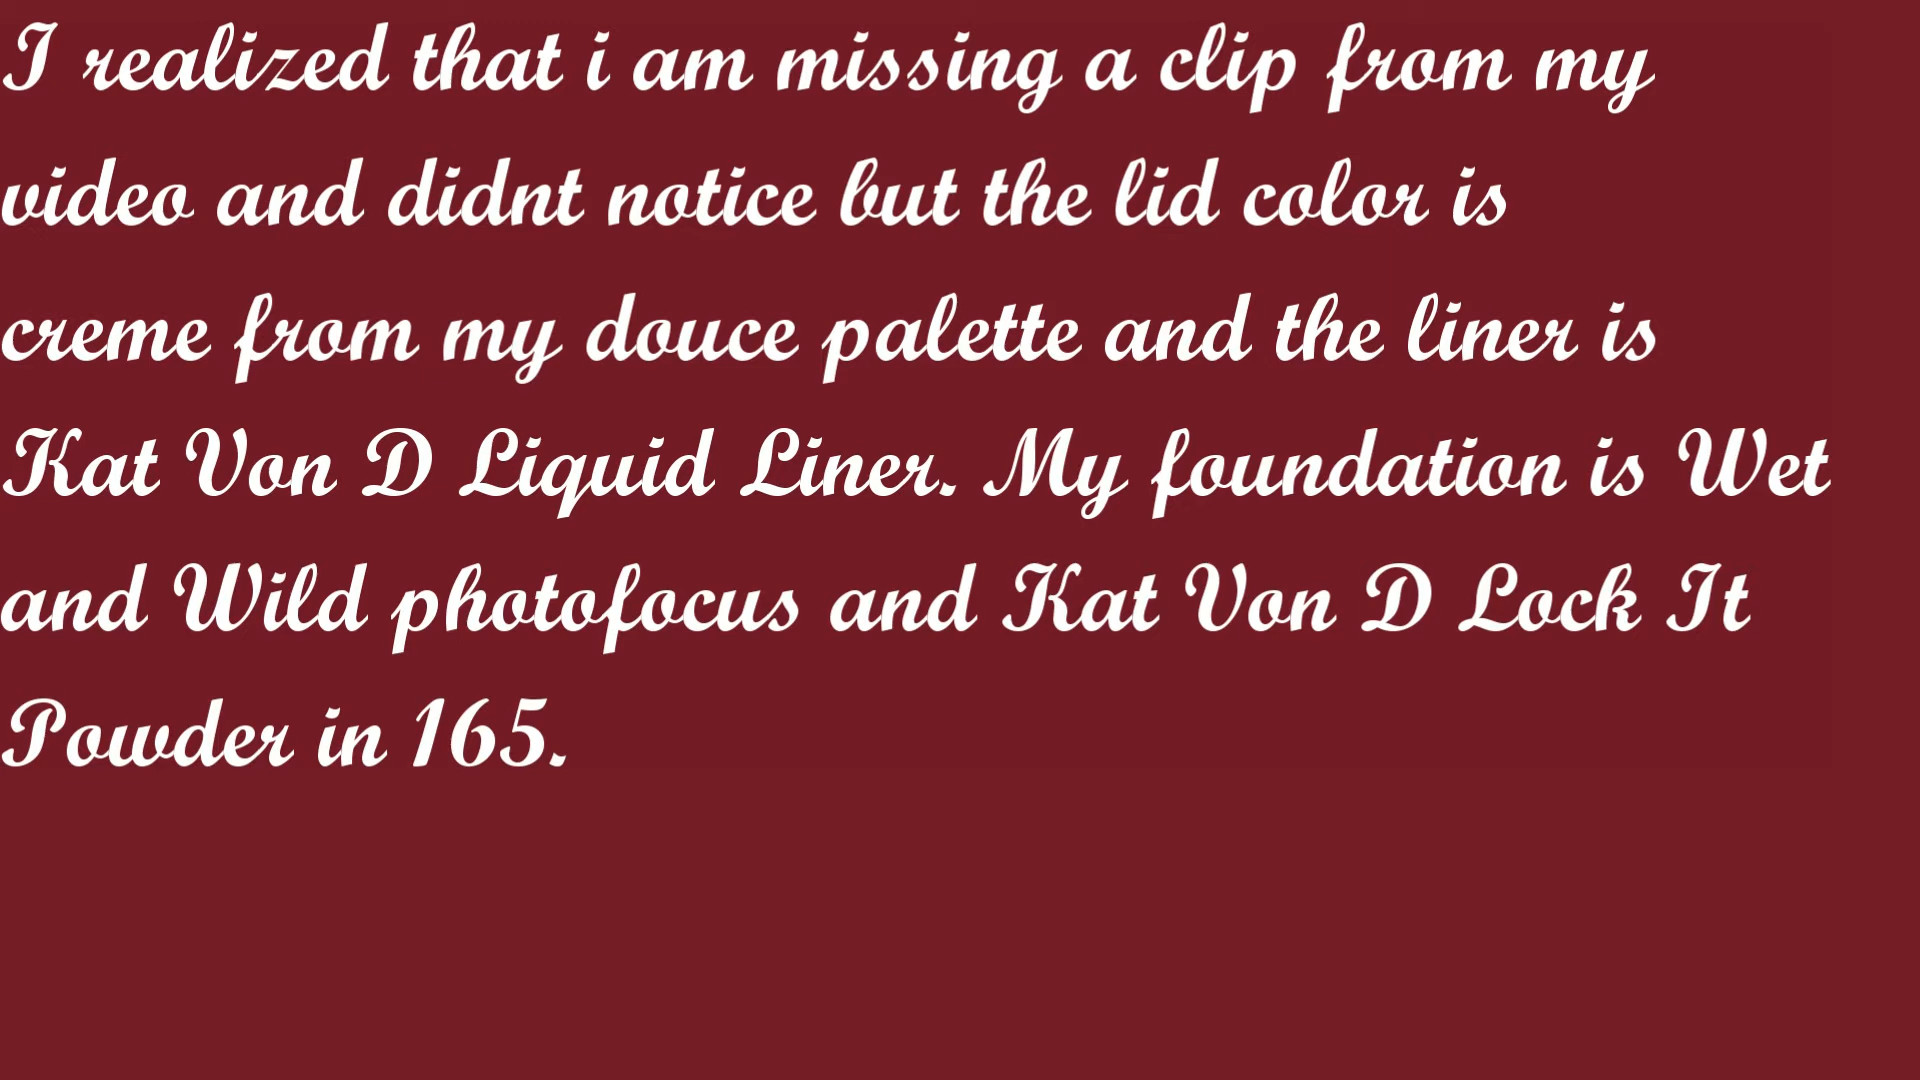 I realized that i am missing a clip from my
video and didnt notice but the lid color is
creme from my douce palette and the liner is
Kat Von D Liquid Liner. My foundation is Wet
and Wild photofocus and Kat Von D Lock It
Powder in 165.